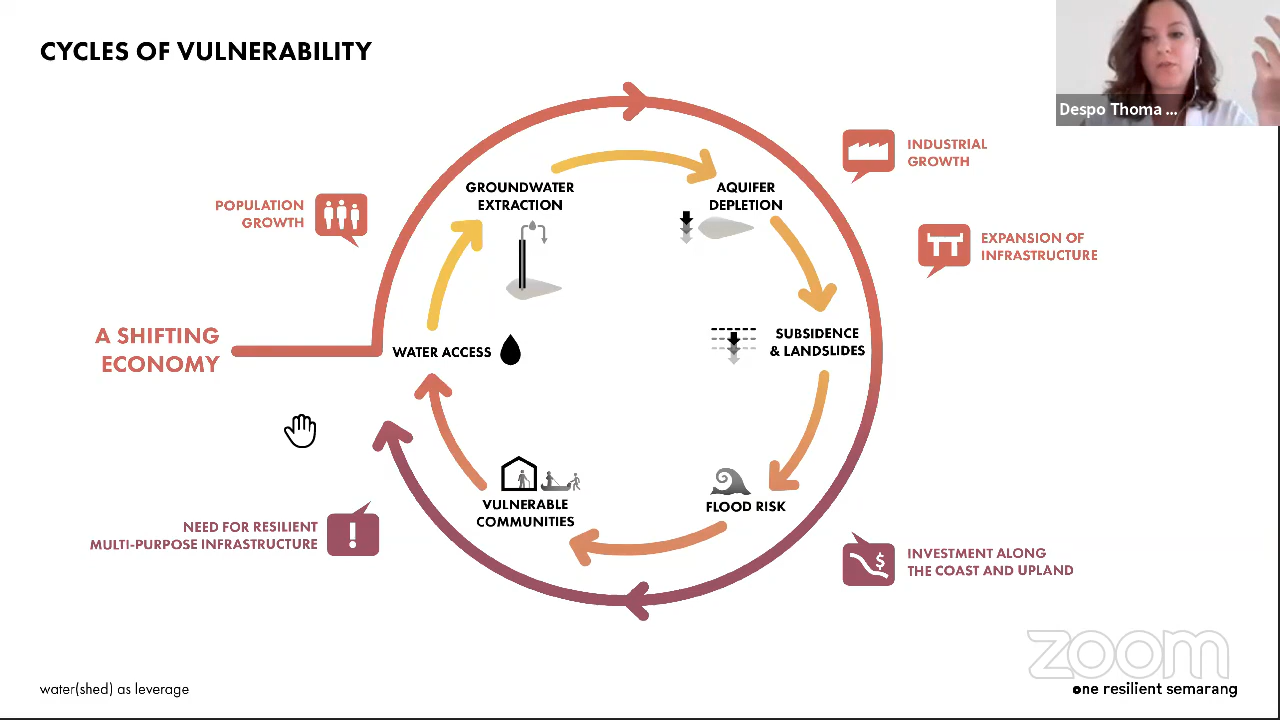 CYCLES OF VULNERABILITY
Despo Thoma ...
INDUSTRIAL
GROWTH
GROUNDWATER
EXTRACTION
AQUIFER
DEPLETION
POPULATION
GROWTH
EXPANSION OF
INFRASTRUCTURE
A SHIFTING
ECONOMY
WATER ACCESS
SUBSIDENCE
& LANDSLIDES
VULNERABLE
COMMUNITIES
FLOOD RISK
NEED FOR RESILIENT
MULTI-PURPOSE INFRASTRUCTURE
!
$
INVESTMENT ALONG
THE COAST AND UPLAND
zoom
water(shed) as leverage
one resilient semarang